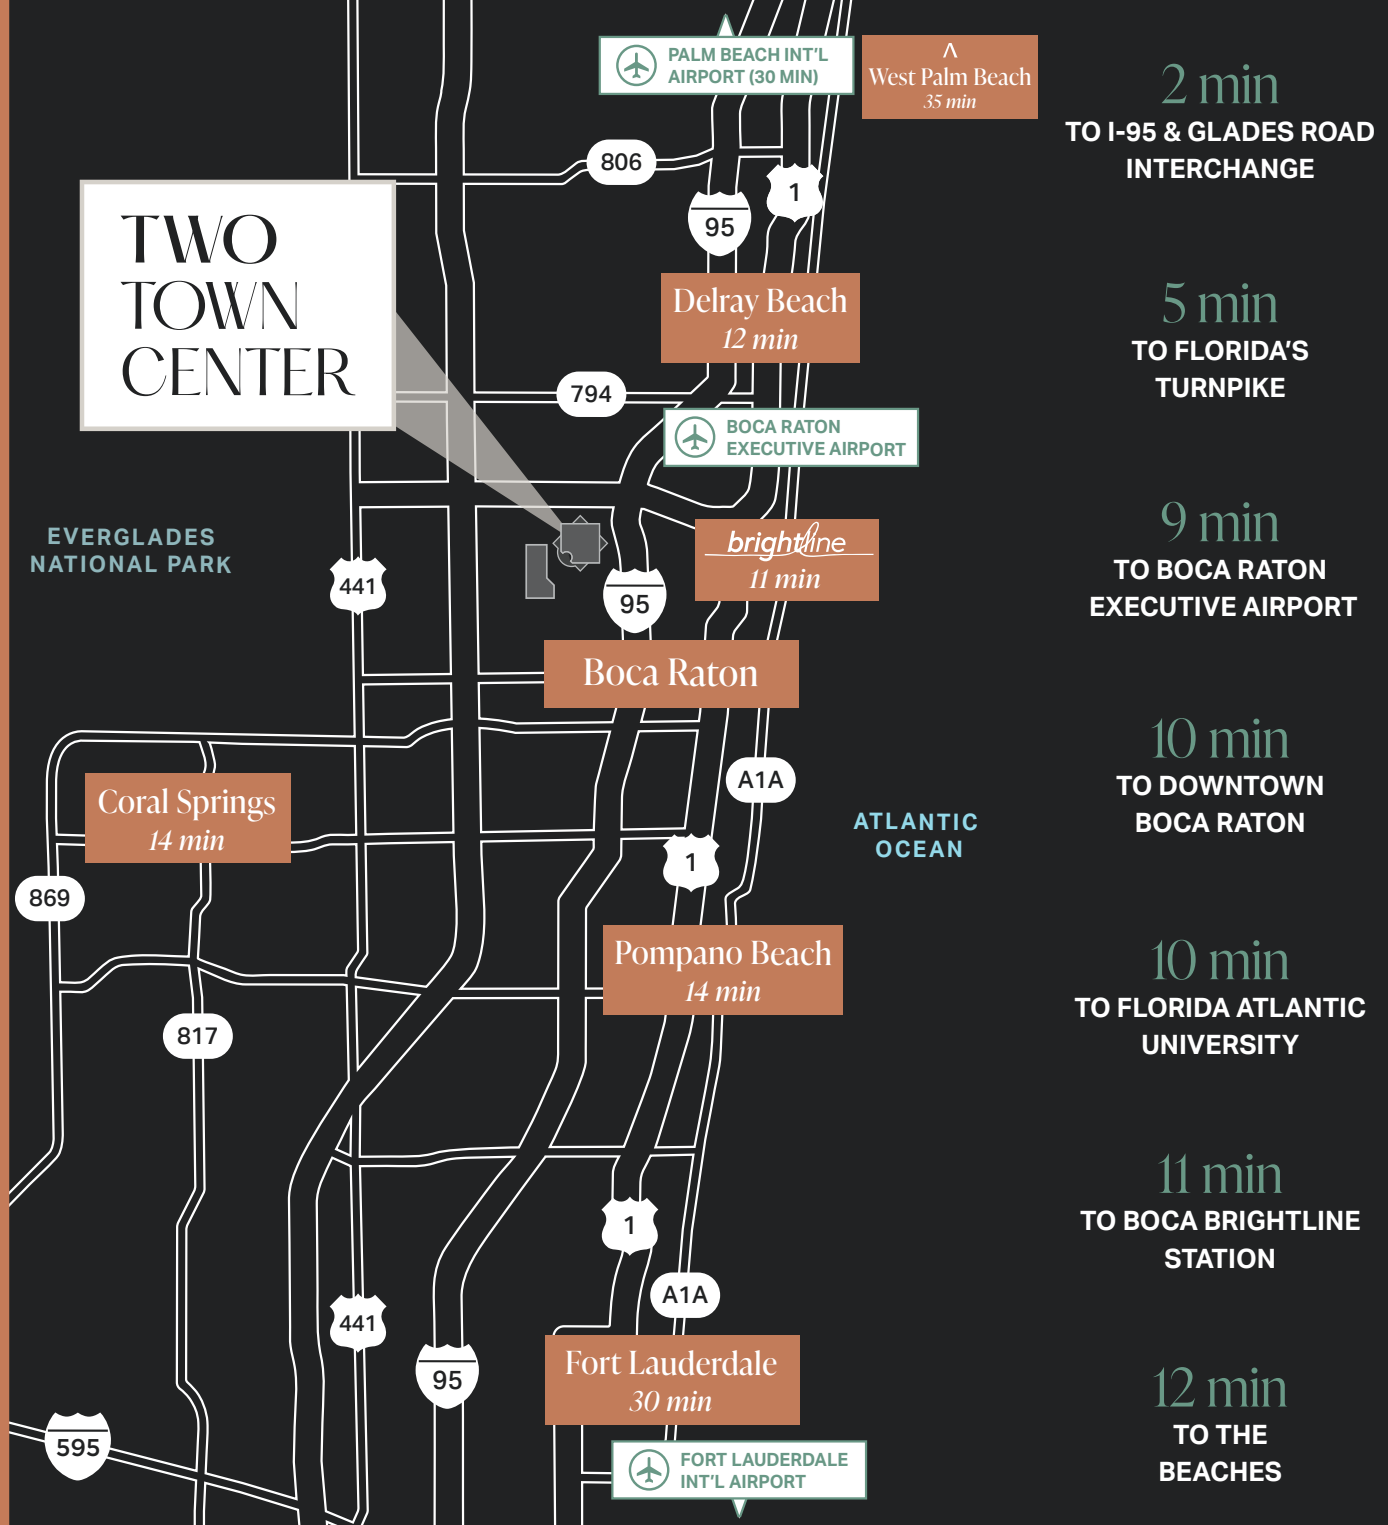 PALM BEACH INT'L
AIRPORT (30 MIN)
^
West Palm Beach
35 min
806
1
95
TWO
TOWN
CENTER
Delray Beach
12 min
794
BOCA RATON
EXECUTIVE AIRPORT
EVERGLADES
NATIONAL PARK
brightline
11 min
441
95
Boca Raton
A1A
Coral Springs
14 min
ATLANTIC
OCEAN
1
869
Pompano Beach
14 min
817
1
A1A
441
95
Fort Lauderdale
30 min
595
FORT LAUDERDALE
INT'L AIRPORT
2 min
TO I-95 & GLADES ROAD
INTERCHANGE
5 min
TO FLORIDA'S
TURNPIKE
9 min
TO BOCA RATON
EXECUTIVE AIRPORT
10 min
TO DOWNTOWN
BOCA RATON
10 min
TO FLORIDA ATLANTIC
UNIVERSITY
11 min
TO BOCA BRIGHTLINE
STATION
12 min
TO THE
BEACHES